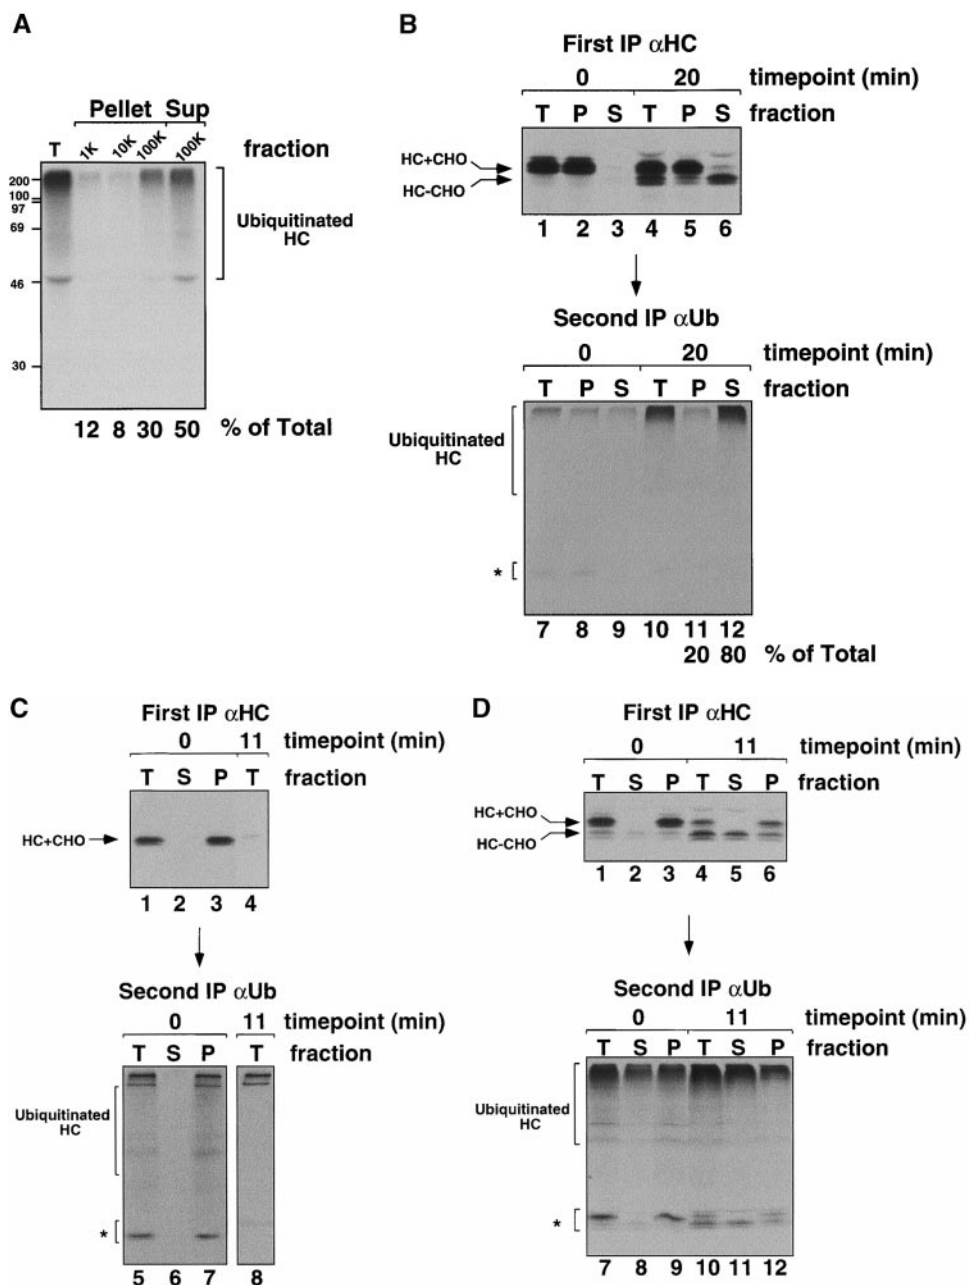 A
Pellet Sup
T 1K 10K 100K 100K fraction
200
100
97
69
46
30
Ubiquitinated
HC
12 8 30 50 % of Total
B
First IP αHC
0 20 timepoint (min)
T P S T P S fraction
HC+CHO
HC-CHO
1 2 3 4 5 6
Second IP αUb
0 20 timepoint (min)
T P S T P S fraction
Ubiquitinated
HC
*
7 8 9 10 11 12
20 80 % of Total
C
First IP αHC
0 11 timepoint (min)
T S P T fraction
HC+CHO
1 2 3 4
Second IP αUb
0 11 timepoint (min)
T S P T fraction
Ubiquitinated
HC
*
5 6 7 8
D
First IP αHC
0 11 timepoint (min)
T S P T S P fraction
HC+CHO
HC-CHO
1 2 3 4 5 6
Second IP αUb
0 11 timepoint (min)
T S P T S P fraction
Ubiquitinated
HC
*
7 8 9 10 11 12